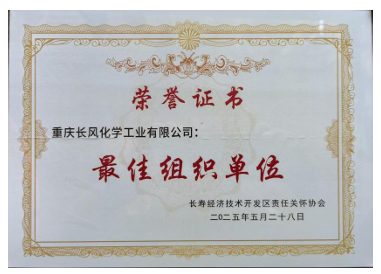 荣誉证书
重庆长风化学工业有限公司：
最佳组织单位
长寿经济技术开发区责任关怀协会
二〇二五年五月二十八日